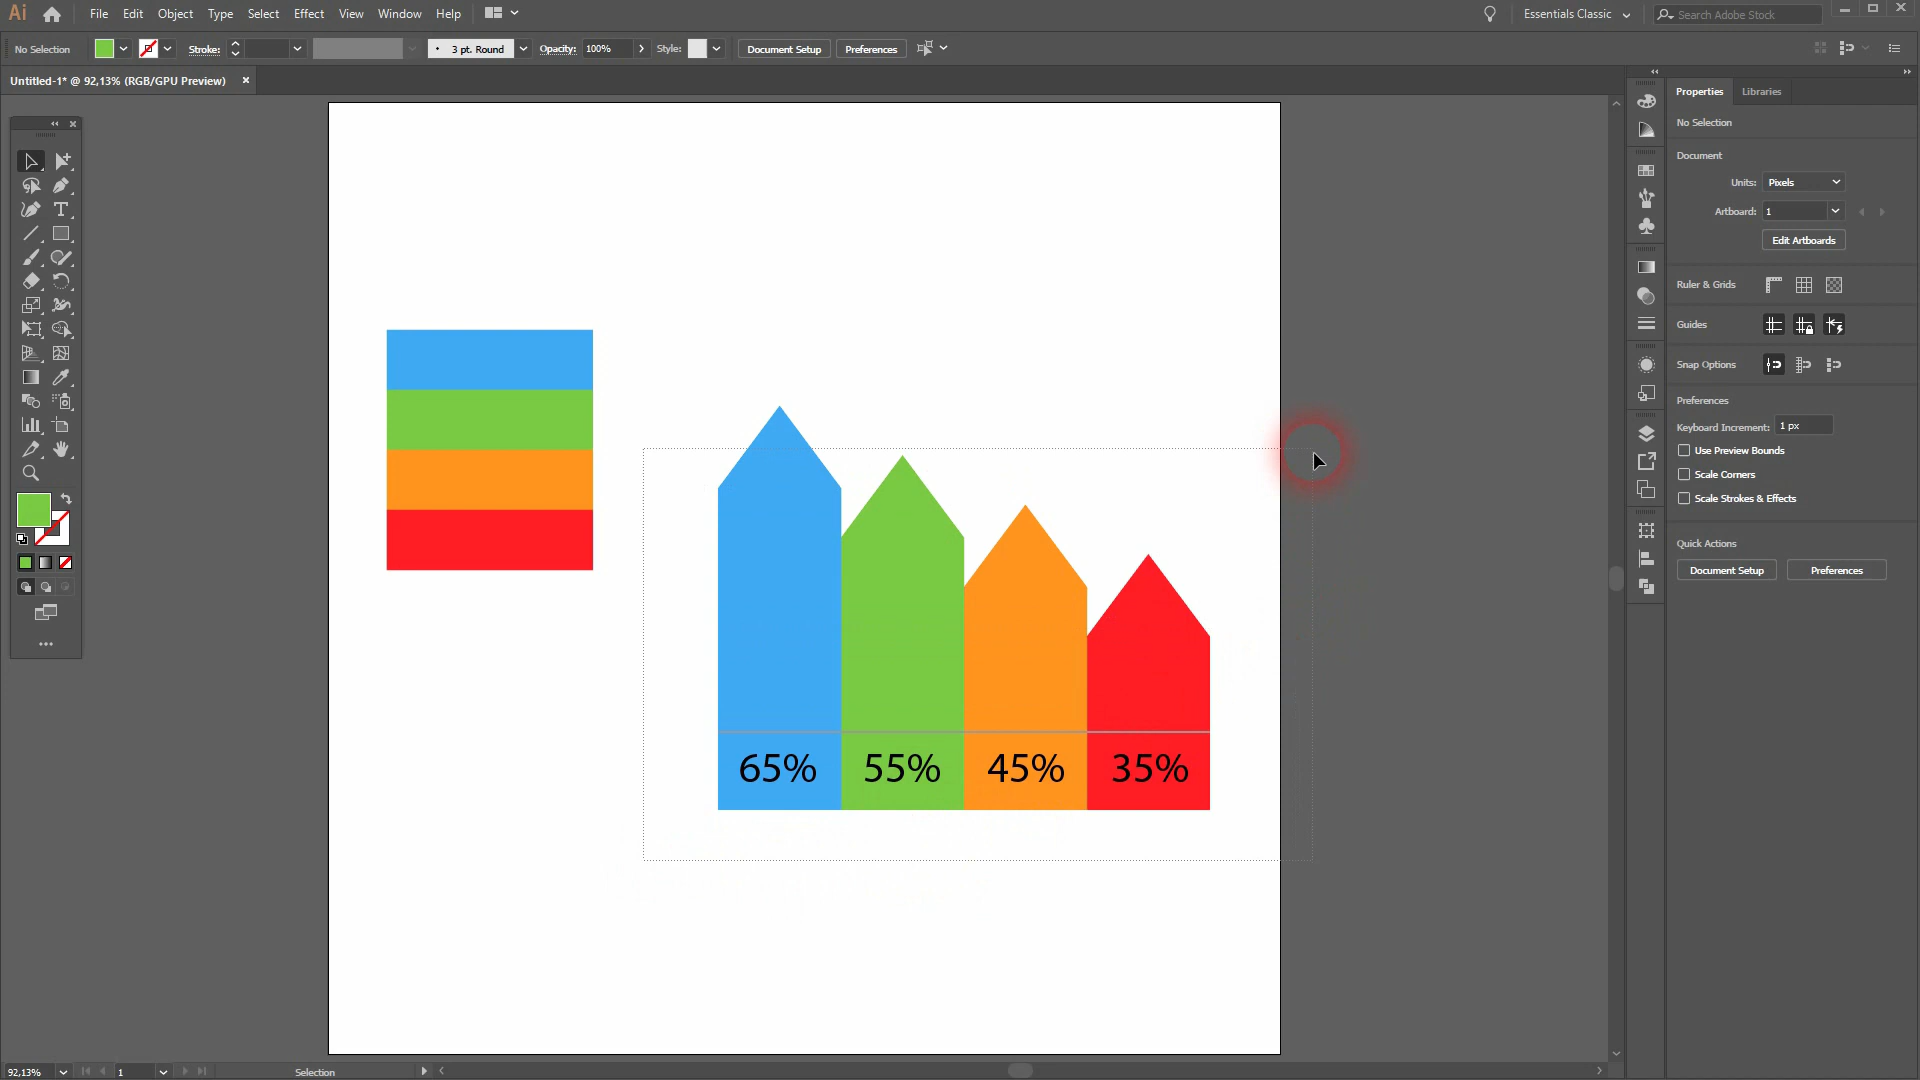 Ai File Edit Object Type Select Effect View Window Help Essentials Classic Search Adobe Stock
No Selection Stroke: 3 pt. Round Opacity: 100% Style: Document Setup Preferences
Untitled-1* @ 92,13% (RGB/GPU Preview)
Properties Libraries
No Selection
Document
Units: Pixels
Artboard: 1
Edit Artboards
Ruler & Grids
Guides
Snap Options
Preferences
Keyboard Increment: 1 px
Use Preview Bounds
Scale Corners
Scale Strokes & Effects
Quick Actions
Document Setup Preferences
65% 55% 45% 35%
92,13% 1 Selection